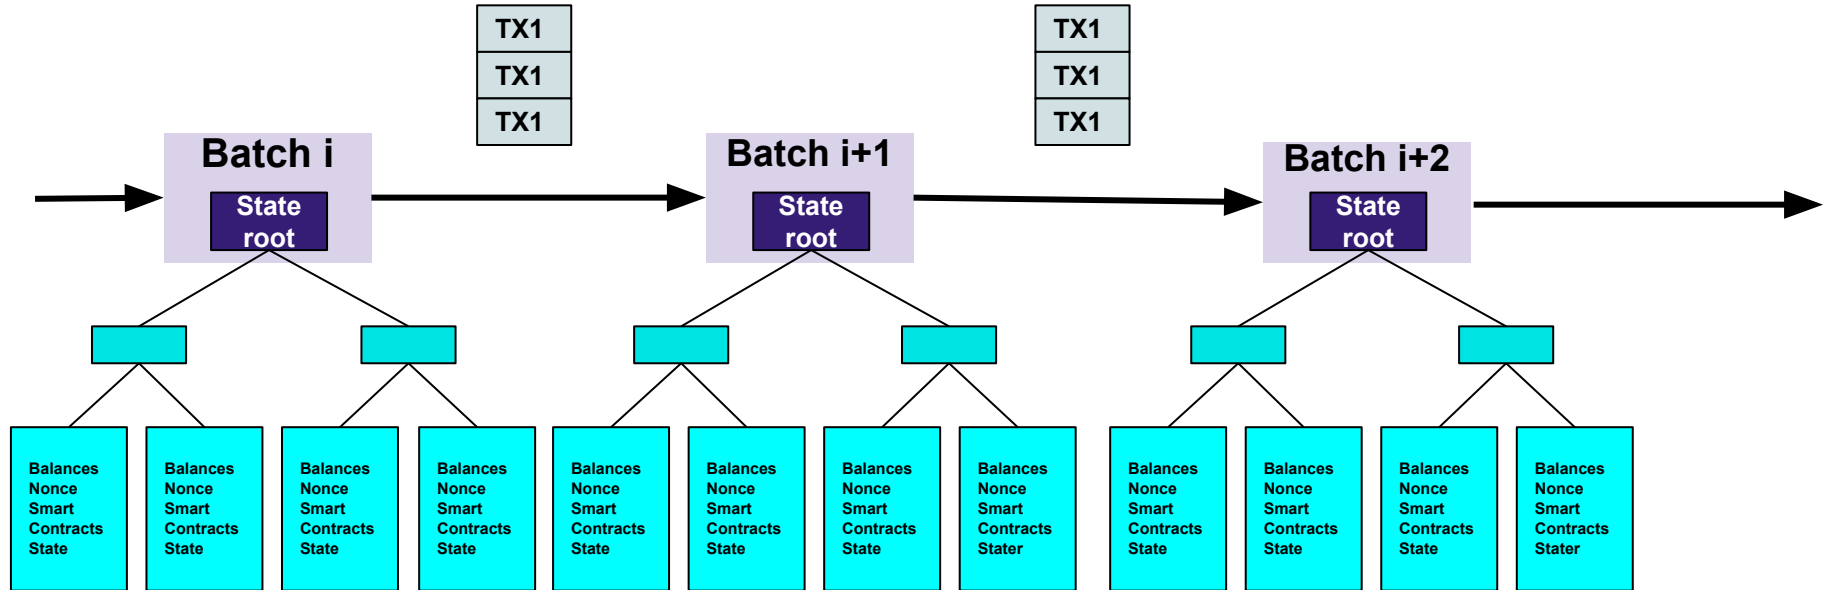 TX1
TX1
TX1
TX1
TX1
TX1
Batch i
State
root
Batch i+1
State
root
Batch i+2
State
root
Balances
Nonce
Smart
Contracts
State
Balances
Nonce
Smart
Contracts
State
Balances
Nonce
Smart
Contracts
State
Balances
Nonce
Smart
Contracts
State
Balances
Nonce
Smart
Contracts
State
Balances
Nonce
Smart
Contracts
State
Balances
Nonce
Smart
Contracts
State
Balances
Nonce
Smart
Contracts
Stater
Balances
Nonce
Smart
Contracts
State
Balances
Nonce
Smart
Contracts
State
Balances
Nonce
Smart
Contracts
State
Balances
Nonce
Smart
Contracts
Stater